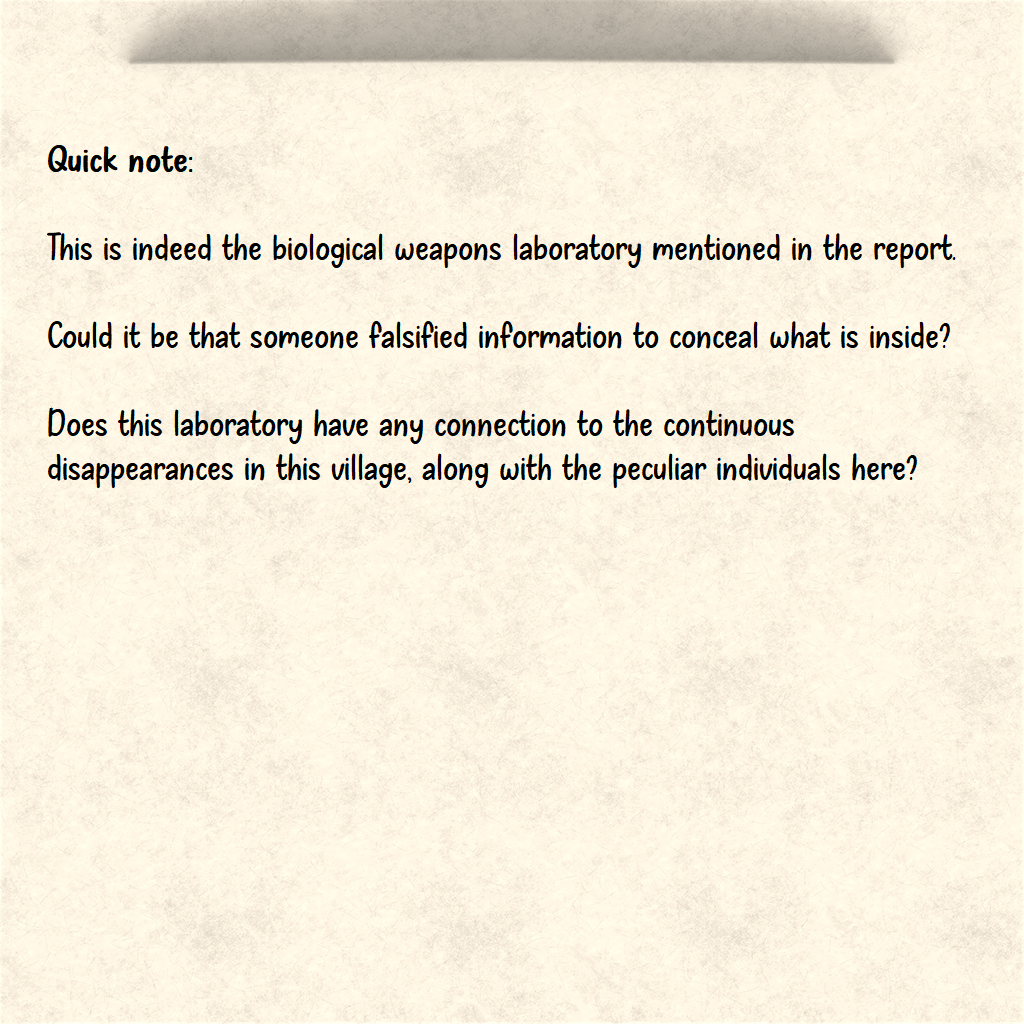 Quick note:
This is indeed the biological weapons laboratory mentioned in the report.
Could it be that someone falsified information to conceal what is inside?
Does this laboratory have any connection to the continuous
disappearances in this village, along with the peculiar individuals here?